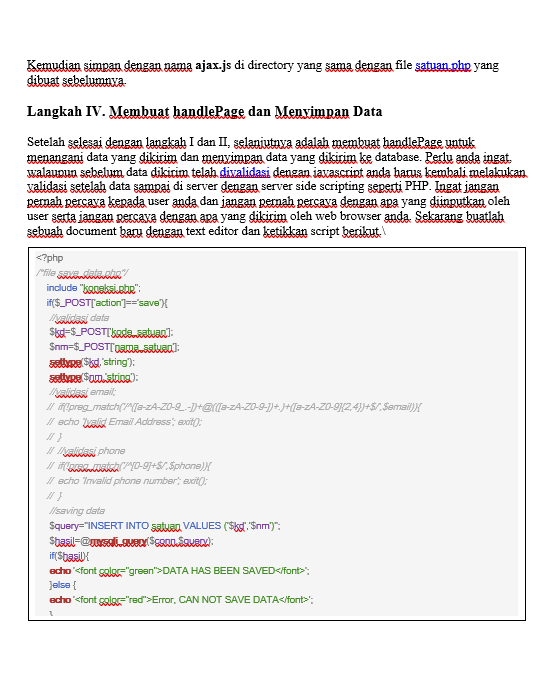 Kemudian simpan dengan nama ajax.js di directory yang sama dengan file satuan.php yang
dibuat sebelumnya.
Langkah IV. Membuat handlePage dan Menyimpan Data
Setelah selesai dengan langkah I dan II, selanjutnya adalah membuat handlePage untuk
menangani data yang dikirim dan menyimpan data yang dikirim ke database. Perlu anda ingat,
walaupun sebelum data dikirim telah divalidasi dengan javascript anda harus kembali melakukan
validasi setelah data sampai di server dengan server side scripting seperti PHP. Ingat jangan
pernah percaya kepada user anda dan jangan pernah percaya dengan apa yang diinputkan oleh
user serta jangan percaya dengan apa yang dikirim oleh web browser anda. Sekarang buatlah
sebuah document baru dengan text editor dan ketikkan script berikut.\
<?php
/*file save_data.php*/
include "koneksi.php";
if($_POST['action']=='save'){
//validasi data
$kd=$_POST['kode_satuan'];
$nm=$_POST['nama_satuan'];
settype($kd,'string');
settype($nm,'string');
//validasi email;
// if(!preg_match('/^([a-zA-Z0-9_.-])+@(([a-zA-Z0-9-])+.)+([a-zA-Z0-9]{2,4})+$/',$email)){
// echo 'Ivalid Email Address'; exit();
// }
// //validasi phone
// if(!preg_match('/^[0-9]+$/',$phone)){
// echo 'Invalid phone number'; exit();
// }
//saving data
$query="INSERT INTO satuan VALUES ('$kd','$nm')";
$hasil=@mysqli_query($conn,$query);
if($hasil){
echo '<font color="green">DATA HAS BEEN SAVED</font>';
}else {
echo '<font color="red">Error, CAN NOT SAVE DATA</font>';
}